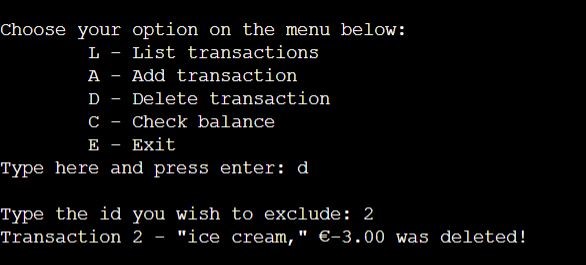 Choose your option on the menu below:
L - List transactions
A - Add transaction
D - Delete transaction
C - Check balance
E - Exit
Type here and press enter: d
Type the id you wish to exclude: 2
Transaction 2 - "ice cream," €-3.00 was deleted!